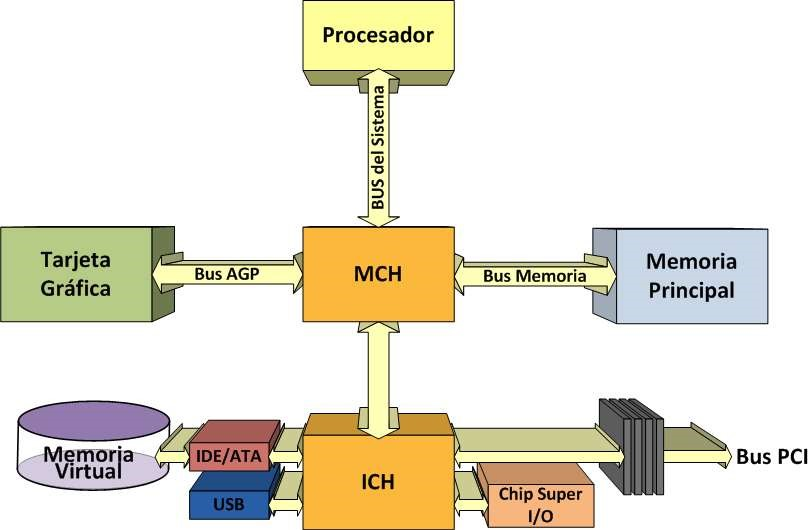 Procesador
BUS del Sistema
Tarjeta
Gráfica
Bus AGP
MCH
Bus Memoria
Memoria
Principal
Memoria
Virtual
IDE/ATA
USB
ICH
Chip Super
I/O
Bus PCI